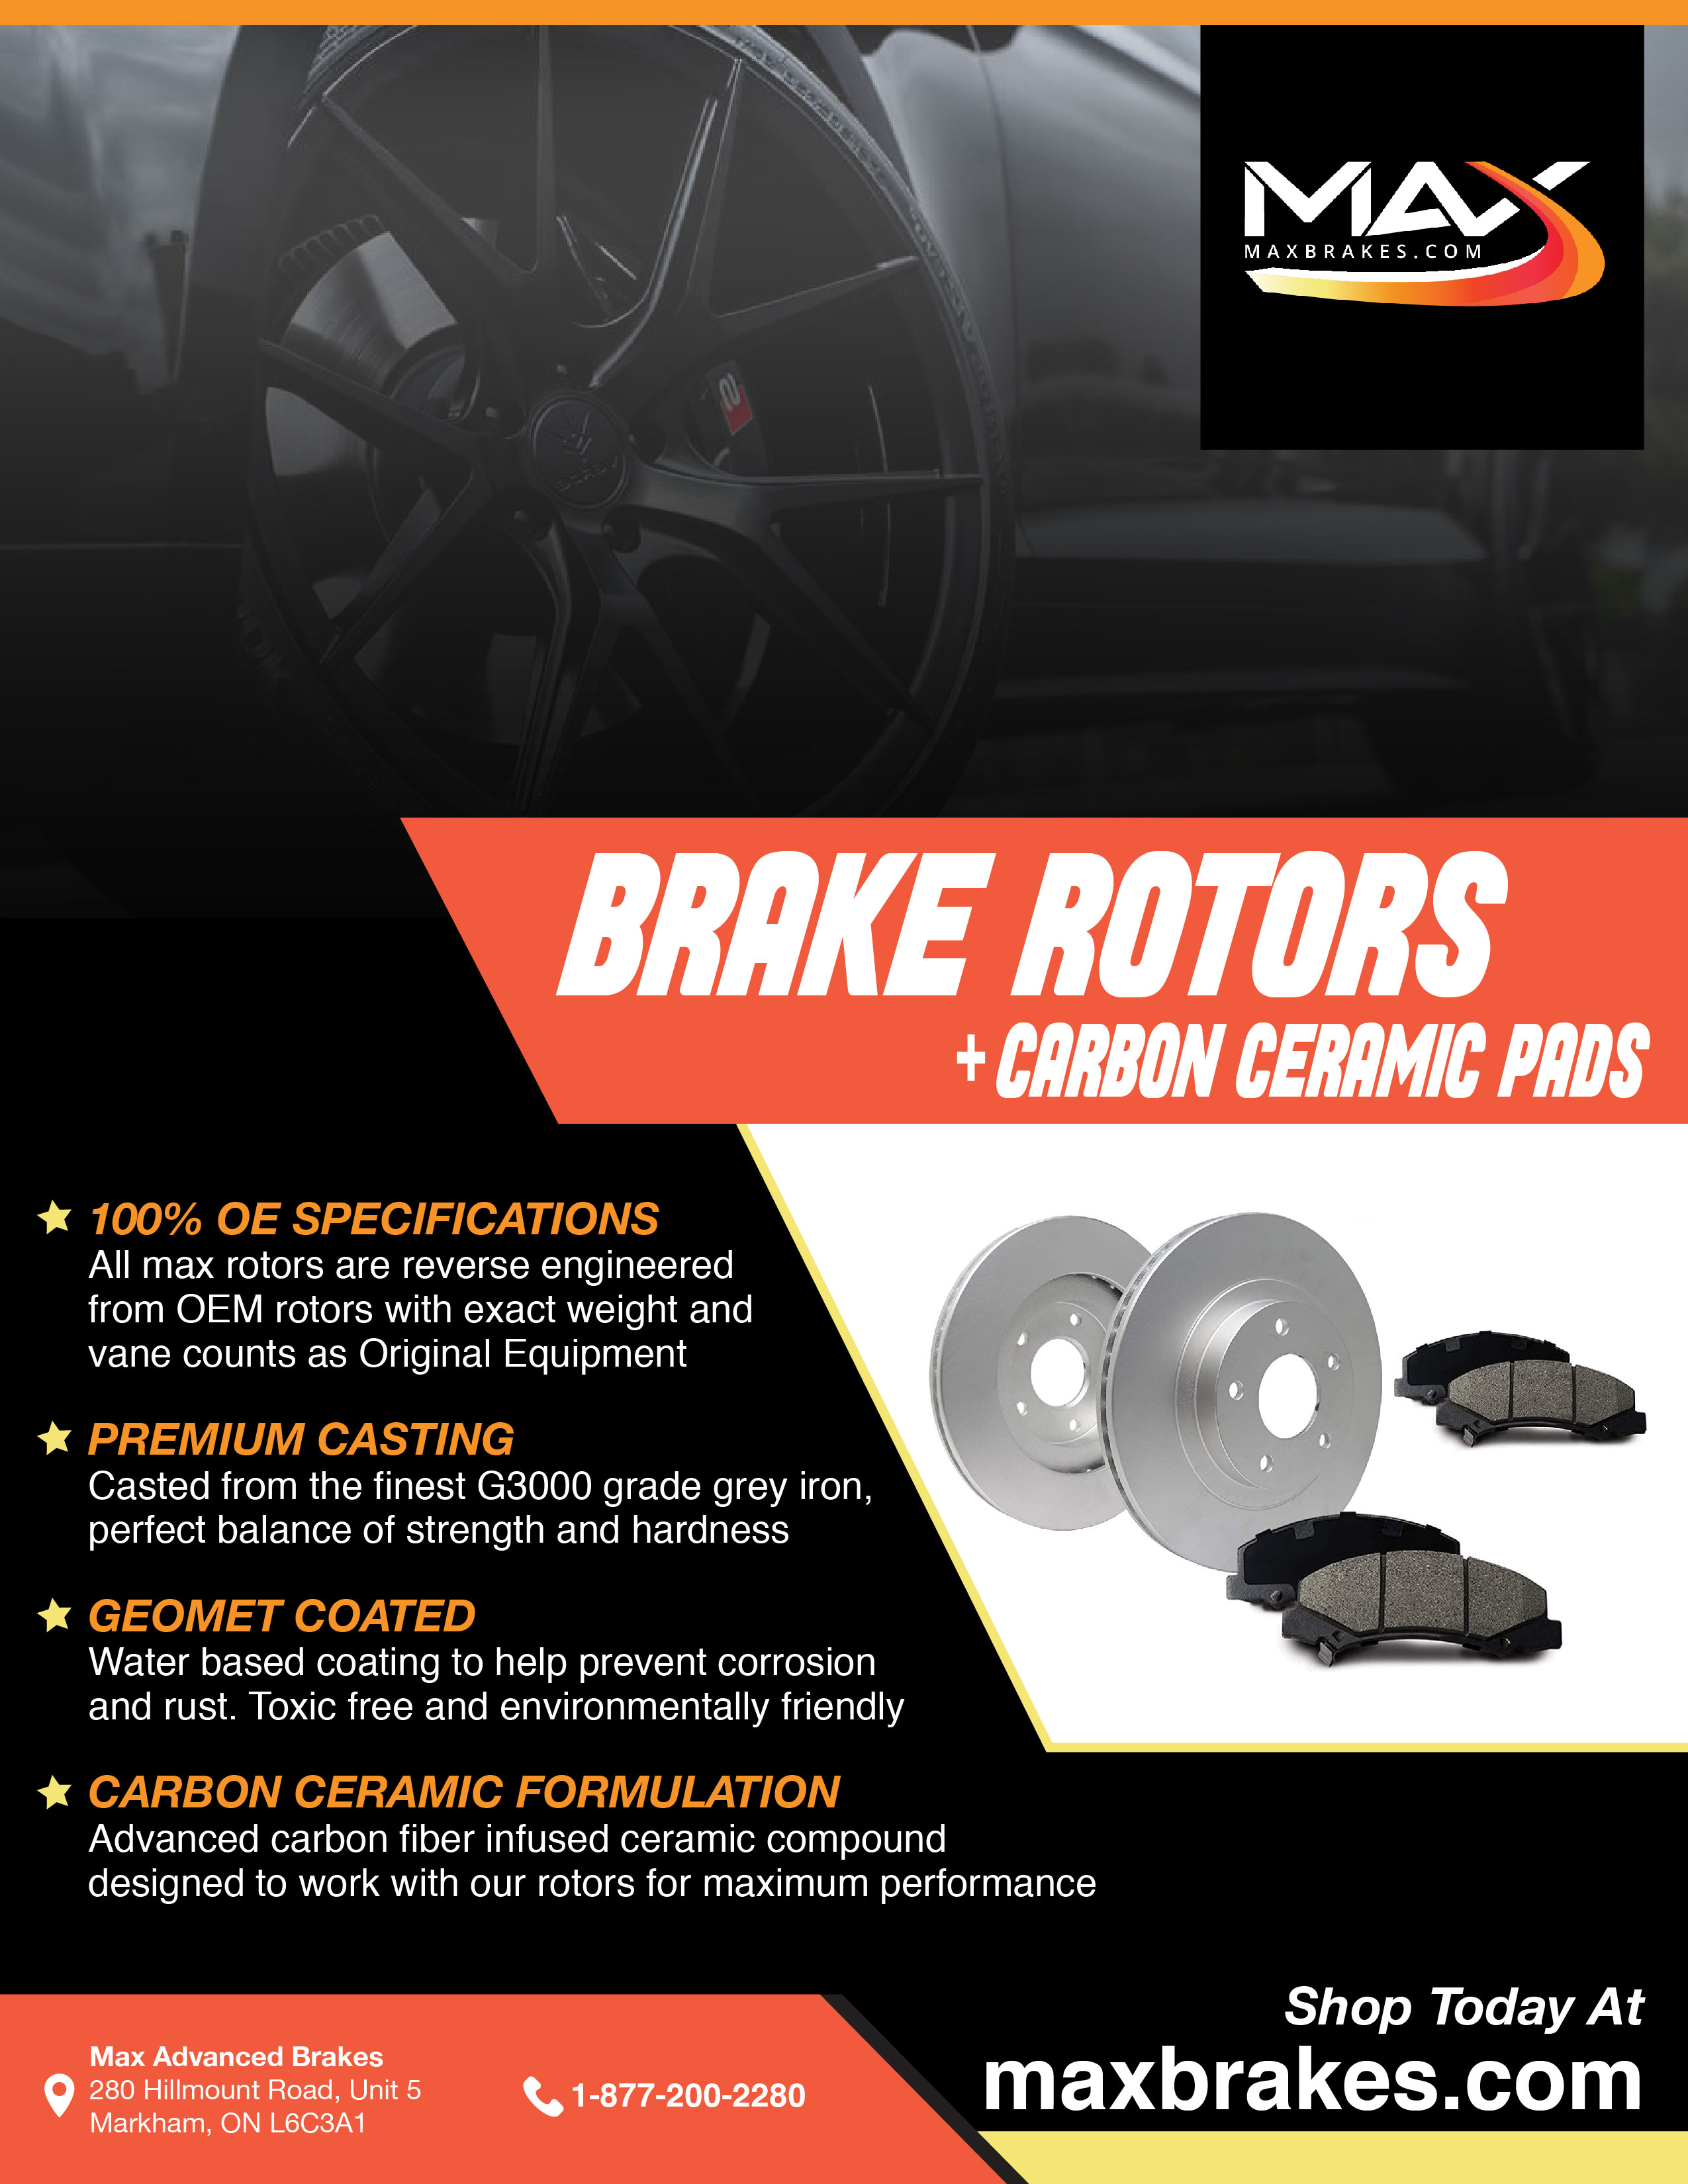 MAX
MAXBRAKES.COM
BRAKE ROTORS
+ CARBON CERAMIC PADS
100% OE SPECIFICATIONS
All max rotors are reverse engineered
from OEM rotors with exact weight and
vane counts as Original Equipment
PREMIUM CASTING
Casted from the finest G3000 grade grey iron,
perfect balance of strength and hardness
GEOMET COATED
Water based coating to help prevent corrosion
and rust. Toxic free and environmentally friendly
CARBON CERAMIC FORMULATION
Advanced carbon fiber infused ceramic compound
designed to work with our rotors for maximum performance
Shop Today At
maxbrakes.com
Max Advanced Brakes
280 Hillmount Road, Unit 5
Markham, ON L6C3A1
1-877-200-2280